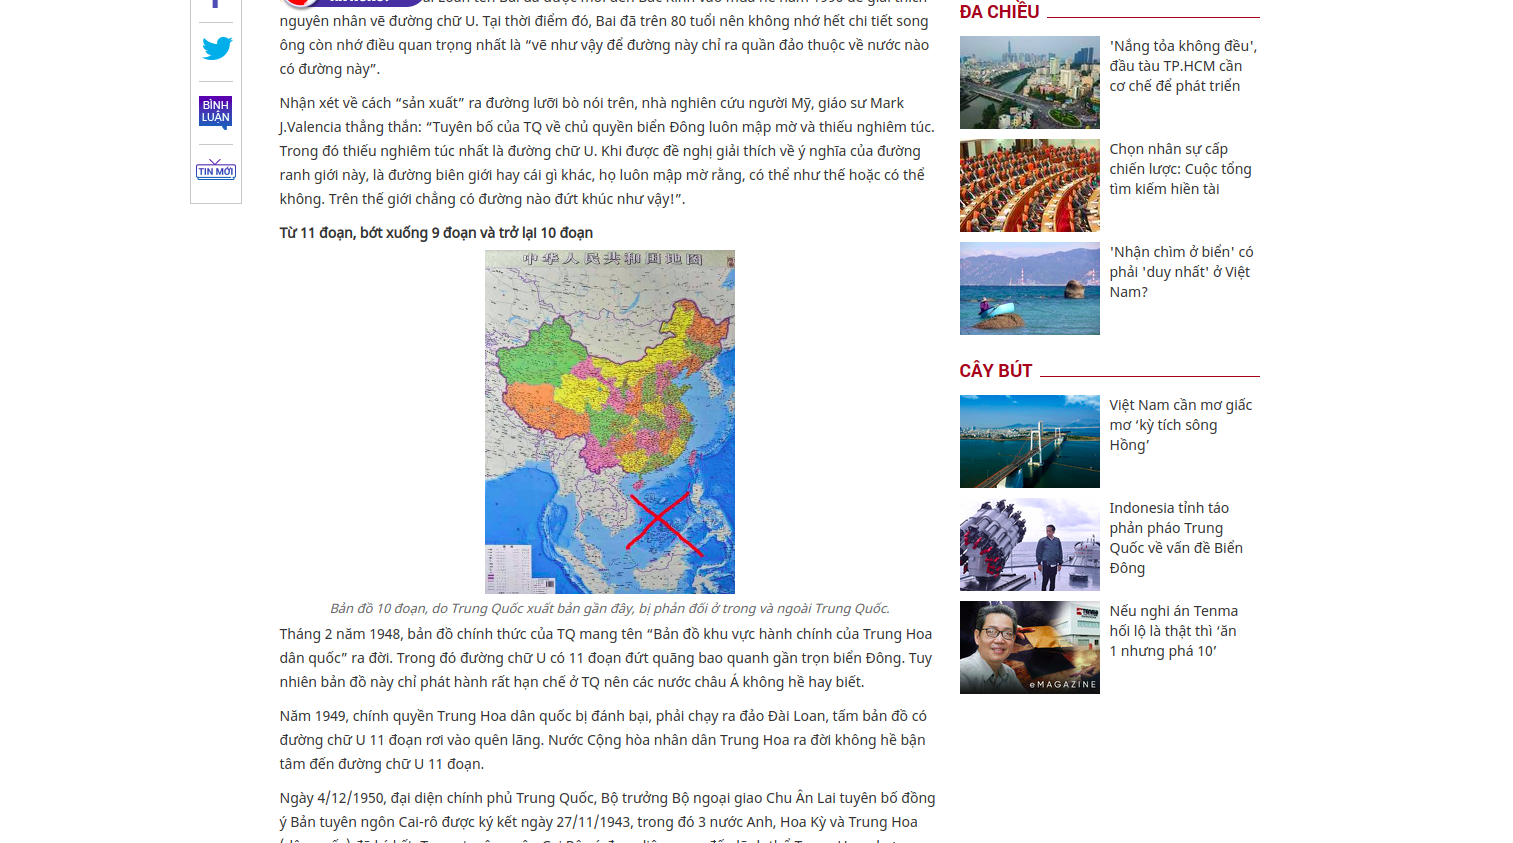 BÌNH
LUẬN
TIN MỚI
nguyên nhân vẽ đường chữ U. Tại thời điểm đó, Bai đã trên 80 tuổi nên không nhớ hết chi tiết song
ông còn nhớ điều quan trọng nhất là “vẽ như vậy để đường này chỉ ra quần đảo thuộc về nước nào
có đường này”.
Nhận xét về cách “sản xuất” ra đường lưỡi bò nói trên, nhà nghiên cứu người Mỹ, giáo sư Mark
J.Valencia thẳng thắn: “Tuyên bố của TQ về chủ quyền biển Đông luôn mập mờ và thiếu nghiêm túc.
Trong đó thiếu nghiêm túc nhất là đường chữ U. Khi được đề nghị giải thích về ý nghĩa của đường
ranh giới này, là đường biên giới hay cái gì khác, họ luôn mập mờ rằng, có thể như thế hoặc có thể
không. Trên thế giới chẳng có đường nào đứt khúc như vậy!”.
Từ 11 đoạn, bớt xuống 9 đoạn và trở lại 10 đoạn
中华人民共和国地图
Bản đồ 10 đoạn, do Trung Quốc xuất bản gần đây, bị phản đối ở trong và ngoài Trung Quốc.
Tháng 2 năm 1948, bản đồ chính thức của TQ mang tên “Bản đồ khu vực hành chính của Trung Hoa
dân quốc” ra đời. Trong đó đường chữ U có 11 đoạn đứt quãng bao quanh gần trọn biển Đông. Tuy
nhiên bản đồ này chỉ phát hành rất hạn chế ở TQ nên các nước châu Á không hề hay biết.
Năm 1949, chính quyền Trung Hoa dân quốc bị đánh bại, phải chạy ra đảo Đài Loan, tấm bản đồ có
đường chữ U 11 đoạn rơi vào quên lãng. Nước Cộng hòa nhân dân Trung Hoa ra đời không hề bận
tâm đến đường chữ U 11 đoạn.
Ngày 4/12/1950, đại diện chính phủ Trung Quốc, Bộ trưởng Bộ ngoại giao Chu Ân Lai tuyên bố đồng
ý Bản tuyên ngôn Cai-rô được ký kết ngày 27/11/1943, trong đó 3 nước Anh, Hoa Kỳ và Trung Hoa
ĐA CHIỀU
'Nắng tỏa không đều',
đầu tàu TP.HCM cần
cơ chế để phát triển
Chọn nhân sự cấp
chiến lược: Cuộc tổng
tìm kiếm hiền tài
'Nhận chìm ở biển' có
phải 'duy nhất' ở Việt
Nam?
CÂY BÚT
Việt Nam cần mơ giấc
mơ ‘kỳ tích sông
Hồng’
Indonesia tỉnh táo
phản pháo Trung
Quốc về vấn đề Biển
Đông
Nếu nghi án Tenma
hối lộ là thật thì ‘ăn
1 nhưng phá 10’
eMAGAZINE